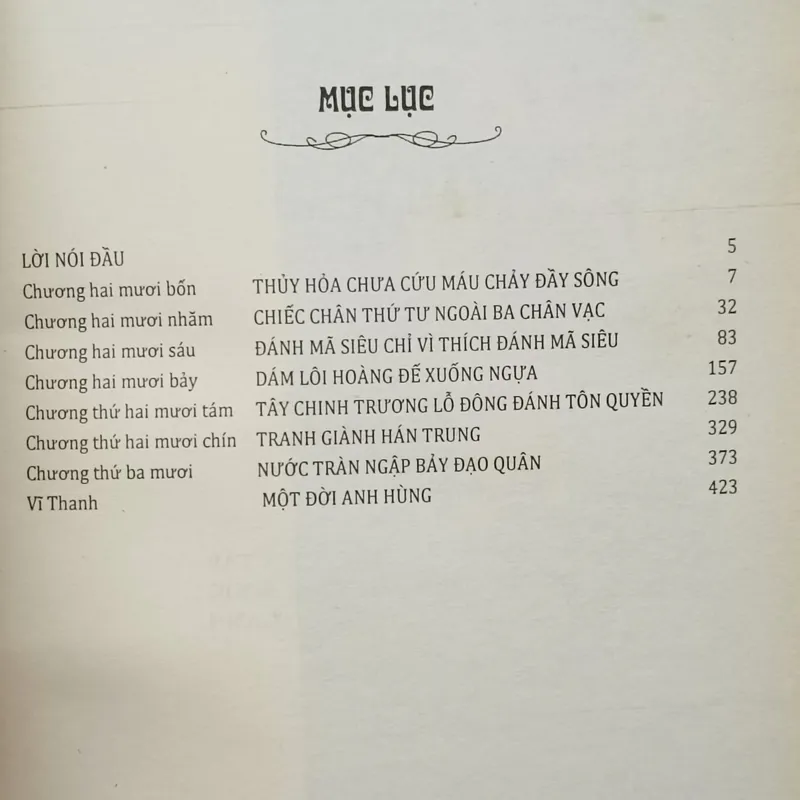 MỤC LỤC
LỜI NÓI ĐẦU 5
Chương hai mươi bốn THỦY HỎA CHƯA CỨU MÁU CHẢY ĐẦY SÔNG 7
Chương hai mươi nhăm CHIẾC CHÂN THỨ TƯ NGOÀI BA CHÂN VẠC 32
Chương hai mươi sáu ĐÁNH MÃ SIÊU CHỈ VÌ THÍCH ĐÁNH MÃ SIÊU 83
Chương hai mươi bảy DÁM LÔI HOÀNG ĐẾ XUỐNG NGỰA 157
Chương thứ hai mươi tám TÂY CHINH TRƯƠNG LỖ ĐÔNG ĐÁNH TÔN QUYỀN 238
Chương thứ hai mươi chín TRANH GIÀNH HÁN TRUNG 329
Chương thứ ba mươi NƯỚC TRÀN NGẬP BẢY ĐẠO QUÂN 373
Vĩ Thanh MỘT ĐỜI ANH HÙNG 423